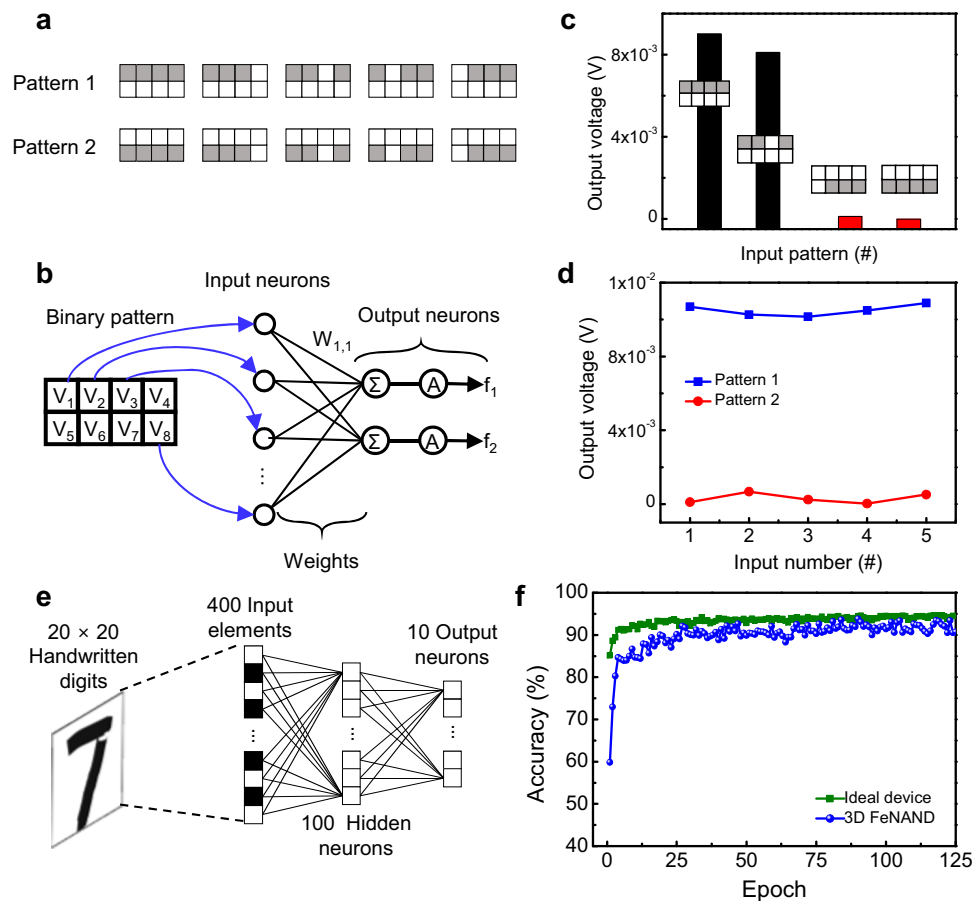 a
Pattern 1
Pattern 2
b
Input neurons
Binary pattern
W1,1
Output neurons
V1 V2 V3 V4
V5 V6 V7 V8
Σ A f1
Σ A f2
...
Weights
c
Output voltage (V)
8x10-3
4x10-3
0
Input pattern (#)
d
Output voltage (V)
1x10-2
8x10-3
4x10-3
0
Pattern 1
Pattern 2
1 2 3 4 5
Input number (#)
e
20 × 20
Handwritten
digits
400 Input
elements
10 Output
neurons
7
...
...
...
100 Hidden
neurons
f
Accuracy (%)
100
90
80
70
60
50
40
Ideal device
3D FeNAND
0 25 50 75 100 125
Epoch